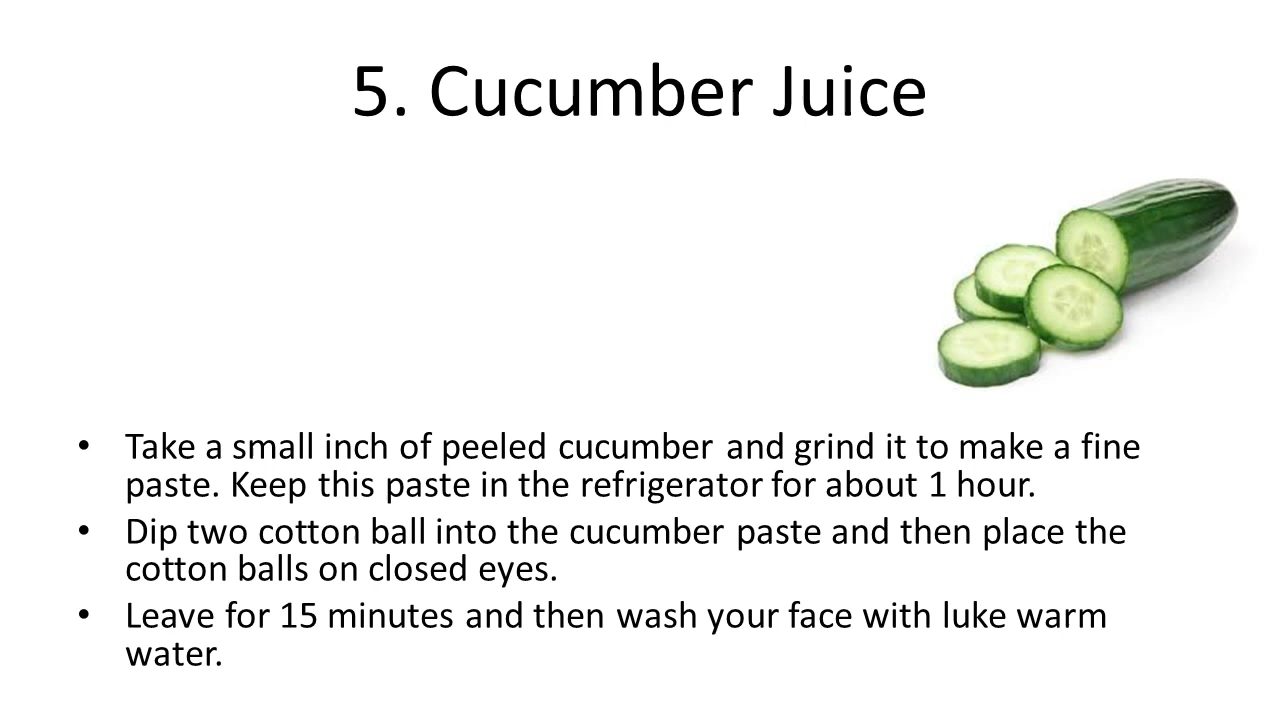 5. Cucumber Juice
• Take a small inch of peeled cucumber and grind it to make a fine
paste. Keep this paste in the refrigerator for about 1 hour.
• Dip two cotton ball into the cucumber paste and then place the
cotton balls on closed eyes.
• Leave for 15 minutes and then wash your face with luke warm
water.